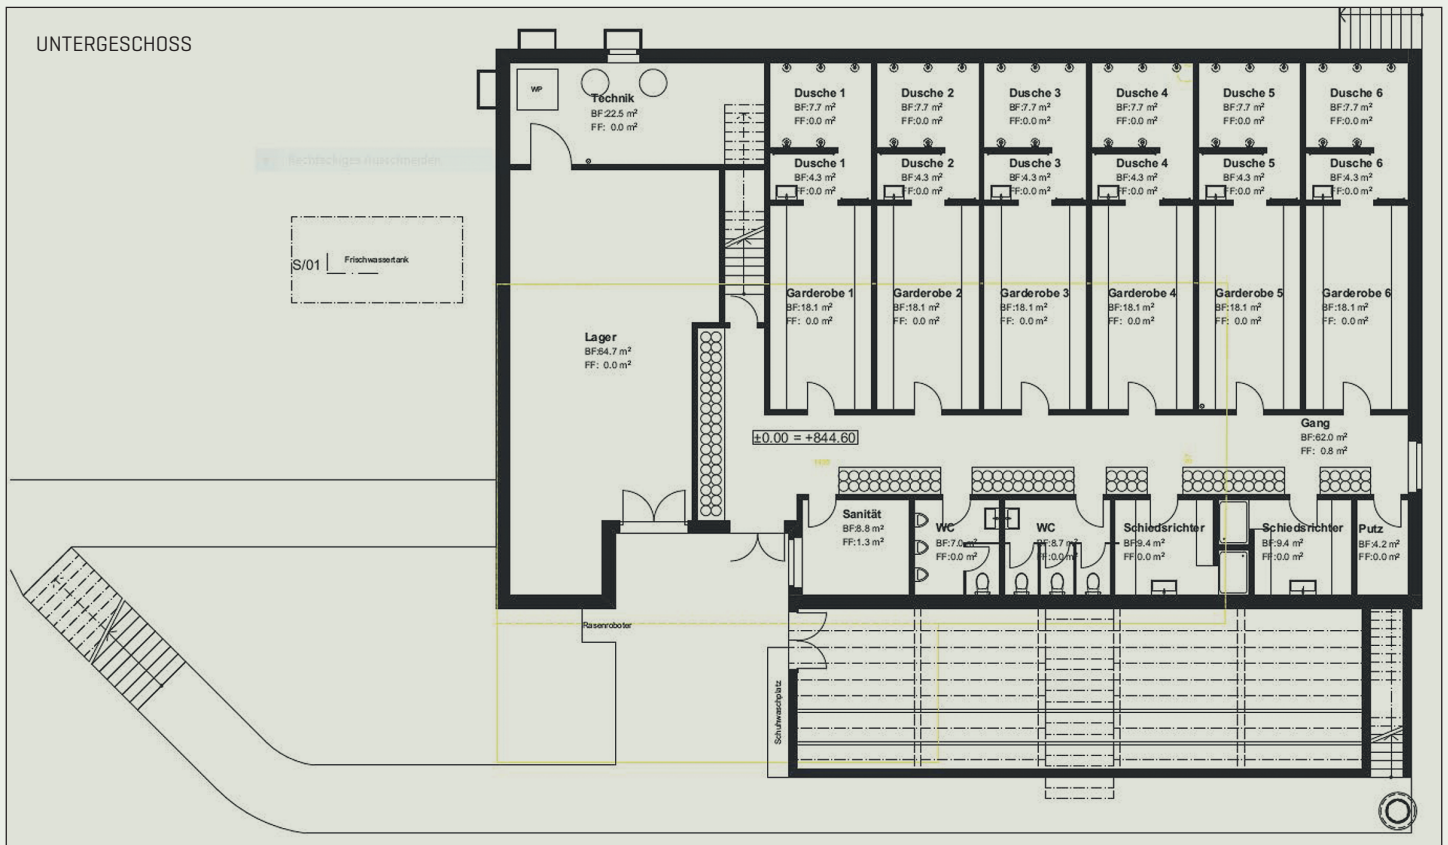 UNTERGESCHOSS
WP
Technik
BF:22.5 m²
FF: 0.0 m²
Dusche 1
BF:7.7 m²
FF:0.0 m²
Dusche 2
BF:7.7 m²
FF:0.0 m²
Dusche 3
BF:7.7 m²
FF:0.0 m²
Dusche 4
BF:7.7 m²
FF:0.0 m²
Dusche 5
BF:7.7 m²
FF:0.0 m²
Dusche 6
BF:7.7 m²
FF:0.0 m²
Rechteckiges Ausschneiden
Dusche 1
BF:4.3 m²
FF:0.0 m²
Dusche 2
BF:4.3 m²
FF:0.0 m²
Dusche 3
BF:4.3 m²
FF:0.0 m²
Dusche 4
BF:4.3 m²
FF:0.0 m²
Dusche 5
BF:4.3 m²
FF:0.0 m²
Dusche 6
BF:4.3 m²
FF:0.0 m²
S/01
Frischwassertank
Garderobe 1
BF:18.1 m²
FF: 0.0 m²
Garderobe 2
BF:18.1 m²
FF: 0.0 m²
Garderobe 3
BF:18.1 m²
FF: 0.0 m²
Garderobe 4
BF:18.1 m²
FF: 0.0 m²
Garderobe 5
BF:18.1 m²
FF: 0.0 m²
Garderobe 6
BF:18.1 m²
FF: 0.0 m²
Lager
BF:64.7 m²
FF: 0.0 m²
±0.00 = +844.60
Gang
BF:62.0 m²
FF: 0.8 m²
Sanität
BF:8.8 m²
FF:1.3 m²
WC
BF:7.0 m²
FF:0.0 m²
WC
BF:8.7 m²
FF:0.0 m²
Schiedsrichter
BF:9.4 m²
FF:0.0 m²
Schiedsrichter
BF:9.4 m²
FF:0.0 m²
Putz
BF:4.2 m²
FF:0.0 m²
Rasenroboter
Schuhwaschplatz